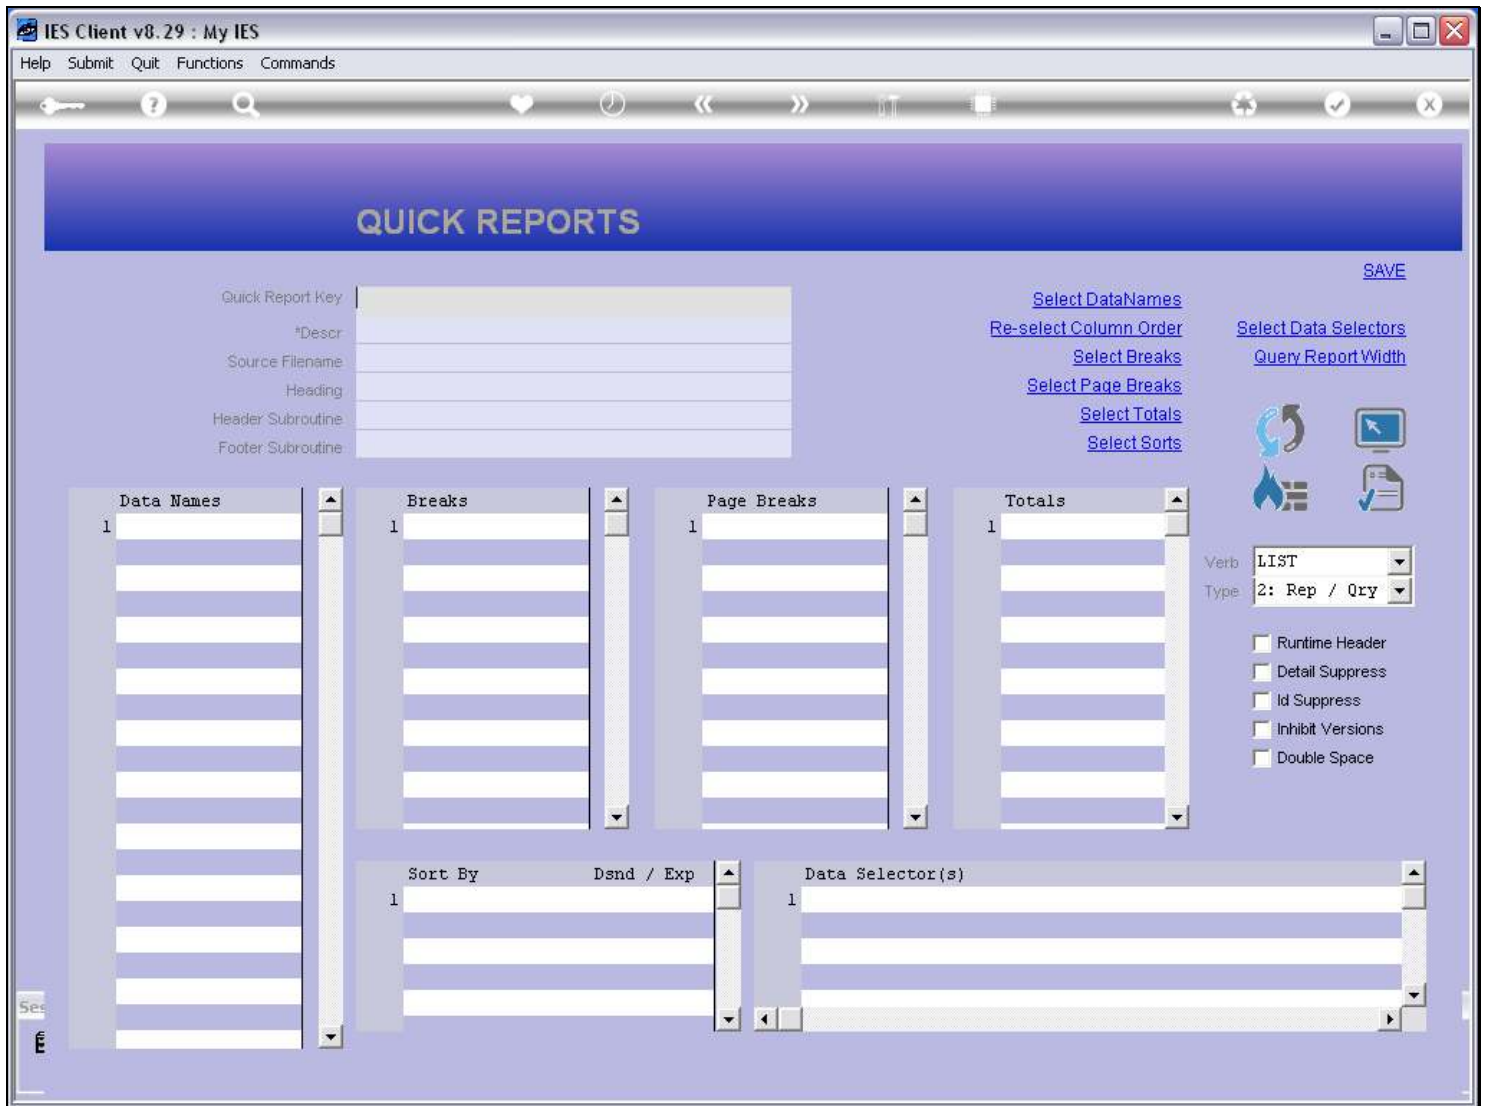 IES Client v8.29 : My IES
Help Submit Quit Functions Commands
QUICK REPORTS
SAVE
Quick Report Key
Select DataNames
*Descr
Re-select Column Order
Select Data Selectors
Source Filename
Select Breaks
Query Report Width
Heading
Select Page Breaks
Header Subroutine
Select Totals
Footer Subroutine
Select Sorts
Data Names
Breaks
Page Breaks
Totals
1
1
1
1
Verb LIST
Type 2: Rep / Qry
Runtime Header
Detail Suppress
Id Suppress
Inhibit Versions
Double Space
Sort By Dsnd / Exp
Data Selector(s)
1
1
Ses